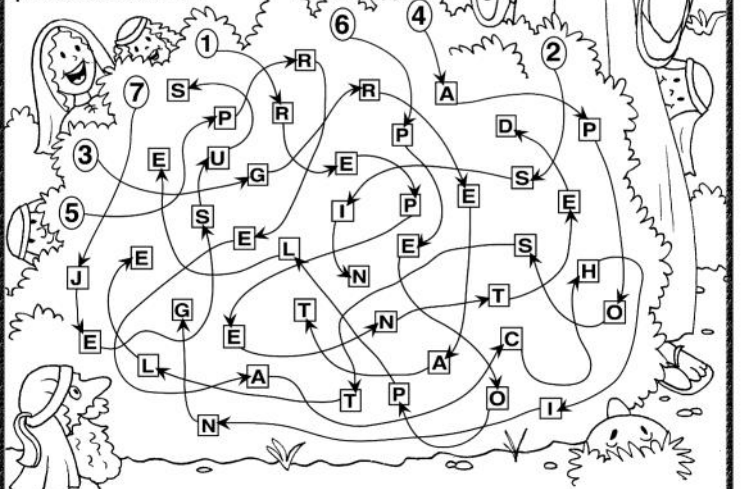 6 4
1 2
R
7 S R A
P R P D P
3 E U G E S
5 S I P E E
E L E S
J E N H
G T T O
E E N C
L A A
T P O I
N